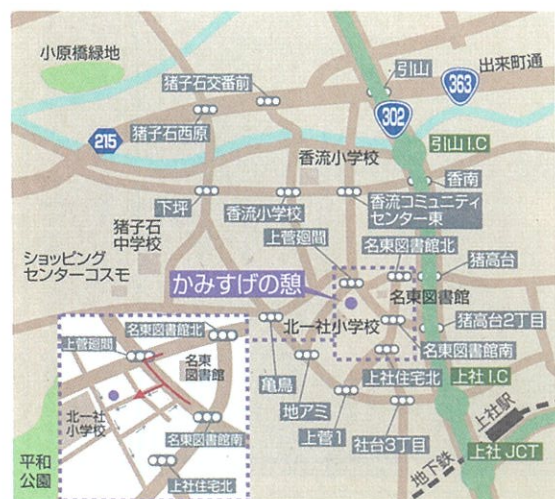 小原橋緑地
猪子石交番前
引山
出来町通
363
302
215
猪子石西原
引山I.C
香流小学校
下坪
香流小学校
香流コミュニティ
センター東
香南
猪子石
中学校
上菅廻間
名東図書館北
猪高台
ショッピング
センターコスモ
かみすげの憩
名東図書館
北一社小学校
猪高台2丁目
名東図書館南
亀鳥
地アミ
上社住宅北
上社I.C
上菅1
社台3丁目
上社駅
地下鉄
上社JCT
平和
公園
名東図書館北
上菅廻間
名東
図書館
北一社
小学校
名東図書館南
上社住宅北